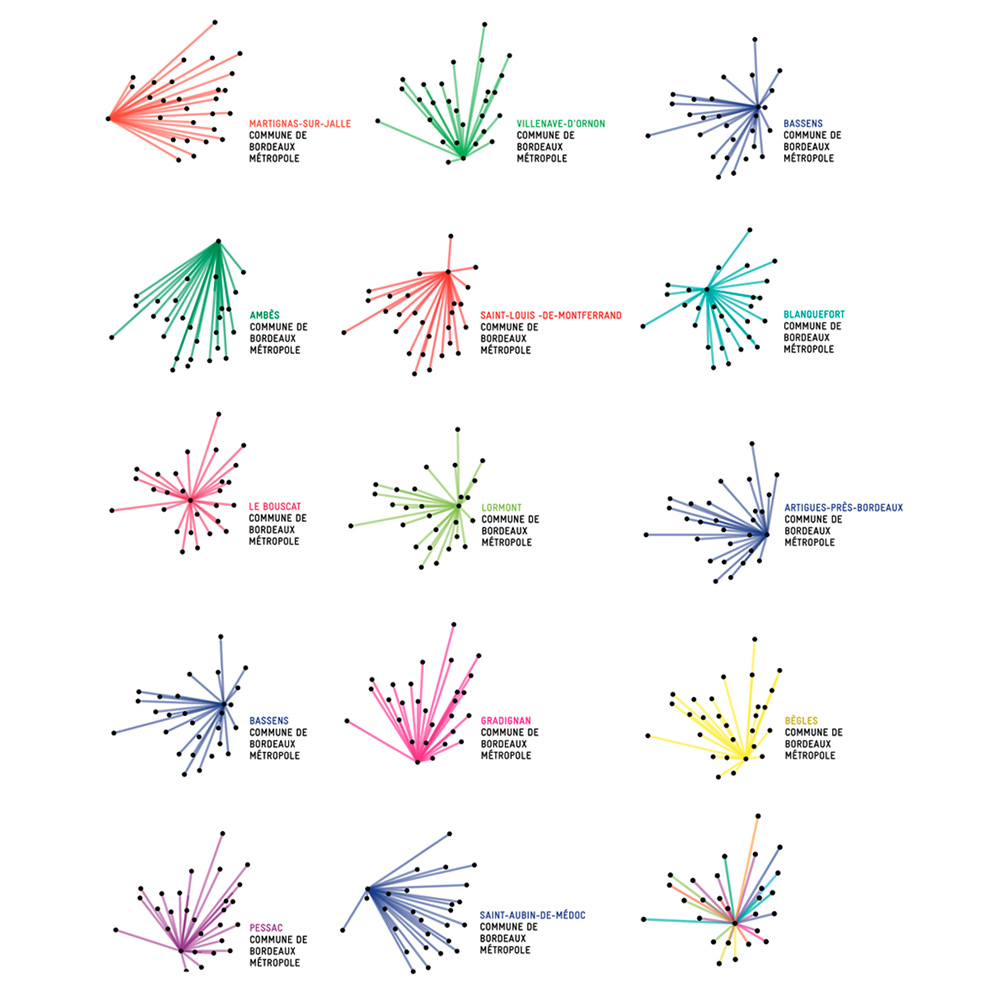 MARTIGNAS-SUR-JALLE
COMMUNE DE
BORDEAUX
MÉTROPOLE
VILLENAVE-D'ORNON
COMMUNE DE
BORDEAUX
MÉTROPOLE
BASSENS
COMMUNE DE
BORDEAUX
MÉTROPOLE
AMBÈS
COMMUNE DE
BORDEAUX
MÉTROPOLE
SAINT-LOUIS -DE-MONTFERRAND
COMMUNE DE
BORDEAUX
MÉTROPOLE
BLANQUEFORT
COMMUNE DE
BORDEAUX
MÉTROPOLE
LE BOUSCAT
COMMUNE DE
BORDEAUX
MÉTROPOLE
LORMONT
COMMUNE DE
BORDEAUX
MÉTROPOLE
ARTIGUES-PRÈS-BORDEAUX
COMMUNE DE
BORDEAUX
MÉTROPOLE
BASSENS
COMMUNE DE
BORDEAUX
MÉTROPOLE
GRADIGNAN
COMMUNE DE
BORDEAUX
MÉTROPOLE
BÈGLES
COMMUNE DE
BORDEAUX
MÉTROPOLE
PESSAC
COMMUNE DE
BORDEAUX
MÉTROPOLE
SAINT-AUBIN-DE-MÉDOC
COMMUNE DE
BORDEAUX
MÉTROPOLE